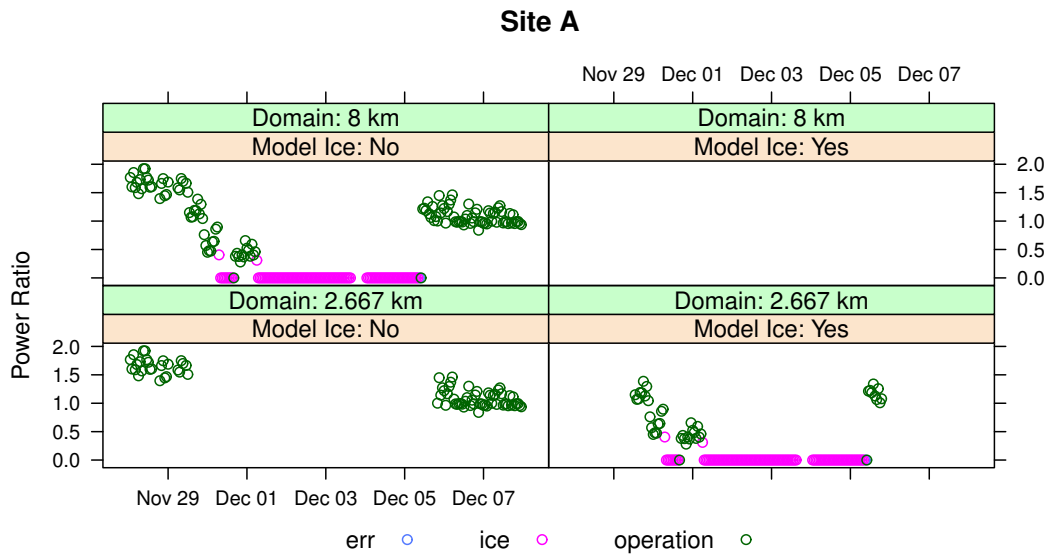 Site A
Nov 29 Dec 01 Dec 03 Dec 05 Dec 07
Domain: 8 km Domain: 8 km
Model Ice: No Model Ice: Yes
2.0
1.5
1.0
0.5
0.0
Power Ratio
Domain: 2.667 km Domain: 2.667 km
Model Ice: No Model Ice: Yes
2.0
1.5
1.0
0.5
0.0
Nov 29 Dec 01 Dec 03 Dec 05 Dec 07
err ice operation